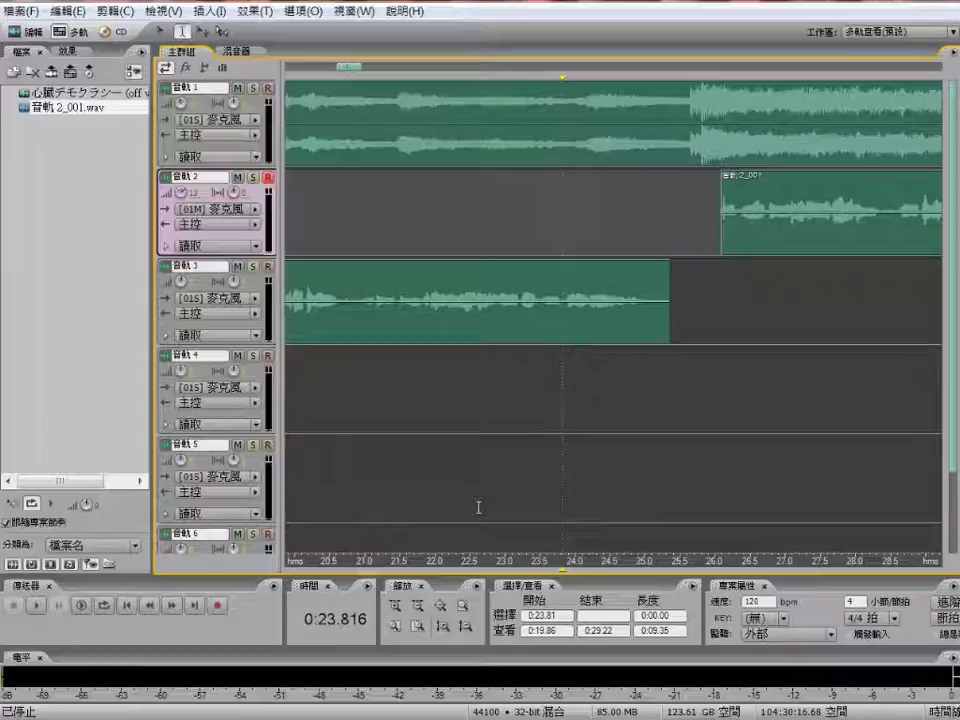 檔案(F) 編輯(E) 剪輯(C) 檢視(V) 插入(I) 效果(T) 選項(O) 視窗(W) 說明(H)
編輯 多軌 CD 工作區: 多軌查看(預設)
檔案 效果 主群組 混音器
心臟デモクラシー (off v
音軌 2_001.wav
音軌 1 M S R
[01S] 麥克風
主控
讀取
音軌 2 M S R
[01M] 麥克風
主控
讀取
音軌 2_001
音軌 3 M S R
[01S] 麥克風
主控
讀取
音軌 4 M S R
[01S] 麥克風
主控
讀取
音軌 5 M S R
[01S] 麥克風
主控
讀取
音軌 6 M S R
跟隨專案節奏
分類為: 檔案名
hms 20.5 21.0 21.5 22.0 22.5 23.0 23.5 24.0 24.5 25.0 25.5 26.0 26.5 27.0 27.5 28.0 28.5 hms
傳送器 時間 縮放 選擇/查看 專案屬性
0:23.816
開始 結束 長度
選擇 0:23.81 0:00.00
查看 0:19.86 0:29.22 0:09.35
速度: 120 bpm 4 小節/節拍
KEY: (無) 4/4 拍
監聽: 外部 觸發輸入
電平
dB -69 -66 -63 -60 -57 -54 -51 -48 -45 -42 -39 -36 -33 -30 -27 -24 -21 -18 -15 -12 -9 -6 -3 0
已停止 44100 • 32-bit 混合 85.00 MB 123.61 GB 空閒 104:30:16.68 空閒